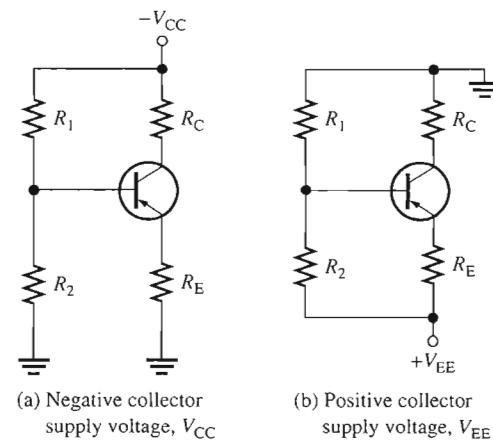 −V_CC
R_1
R_C
R_2
R_E
R_1
R_C
R_2
R_E
+V_EE
(a) Negative collector
supply voltage, V_CC
(b) Positive collector
supply voltage, V_EE